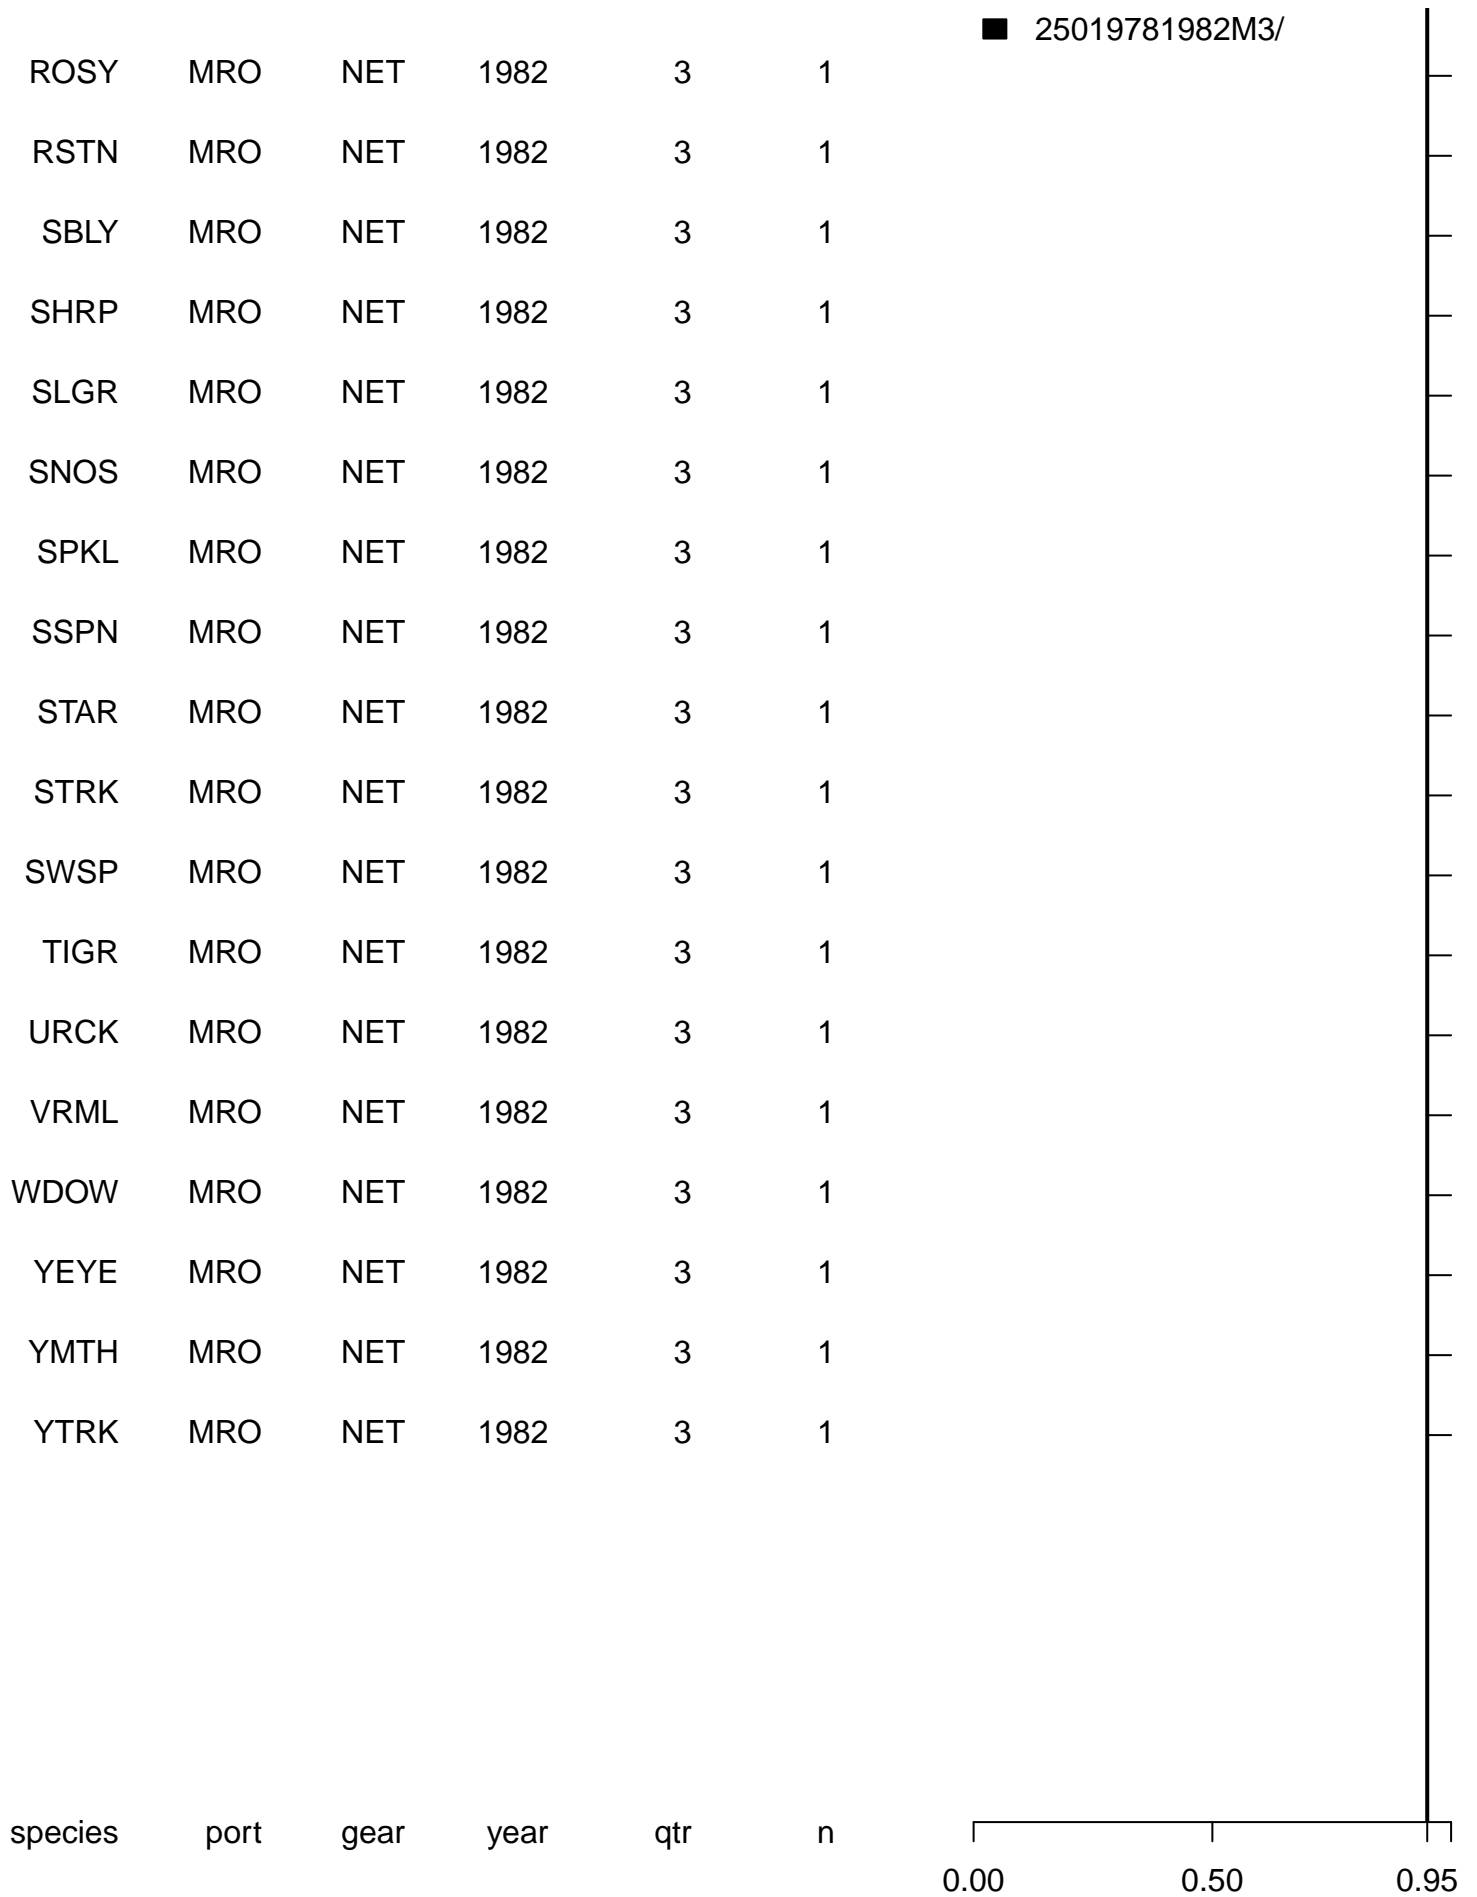 25019781982M3/
ROSY MRO NET 1982 3 1
RSTN MRO NET 1982 3 1
SBLY MRO NET 1982 3 1
SHRP MRO NET 1982 3 1
SLGR MRO NET 1982 3 1
SNOS MRO NET 1982 3 1
SPKL MRO NET 1982 3 1
SSPN MRO NET 1982 3 1
STAR MRO NET 1982 3 1
STRK MRO NET 1982 3 1
SWSP MRO NET 1982 3 1
TIGR MRO NET 1982 3 1
URCK MRO NET 1982 3 1
VRML MRO NET 1982 3 1
WDOW MRO NET 1982 3 1
YEYE MRO NET 1982 3 1
YMTH MRO NET 1982 3 1
YTRK MRO NET 1982 3 1
species port gear year qtr n
0.00 0.50 0.95